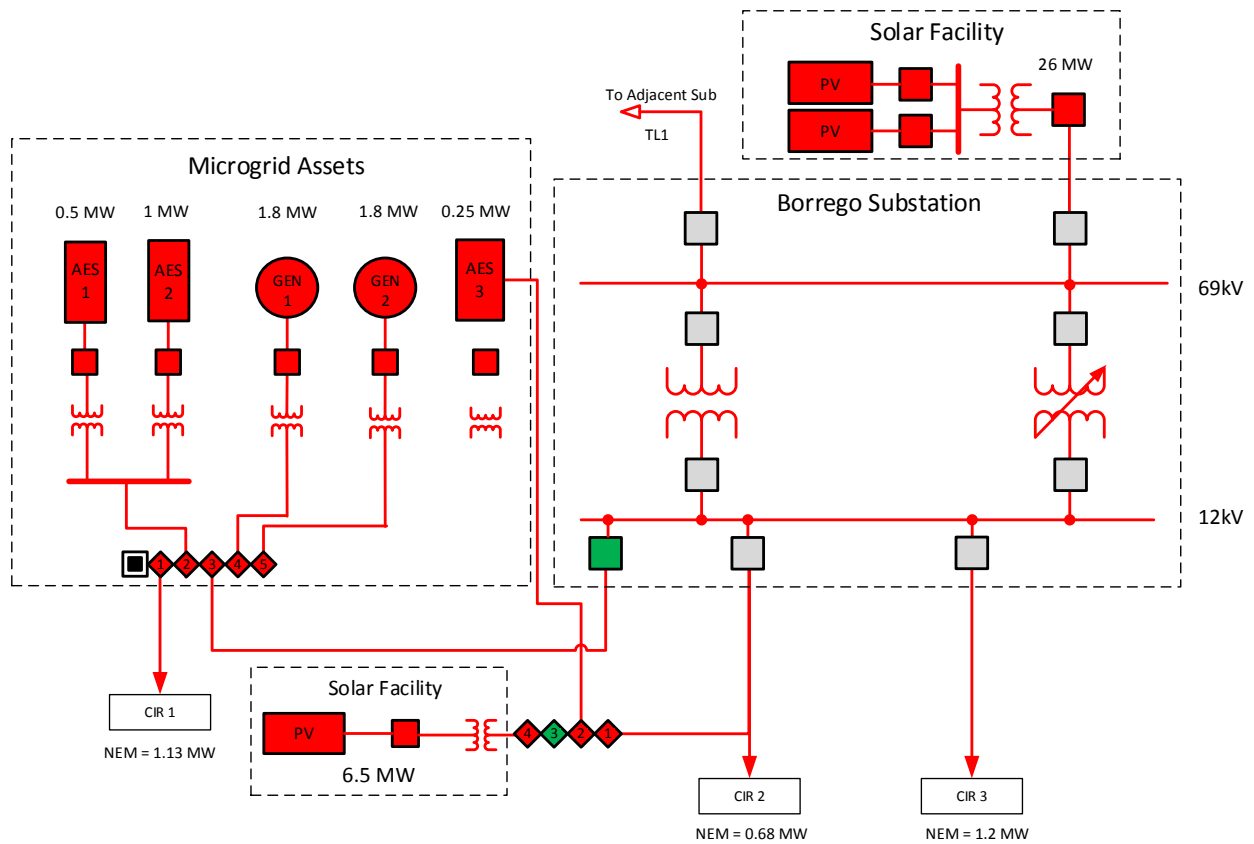 Solar Facility
26 MW
PV
PV
To Adjacent Sub
TL1
Microgrid Assets
0.5 MW
1 MW
1.8 MW
1.8 MW
0.25 MW
AES
1
AES
2
GEN
1
GEN
2
AES
3
Borrego Substation
69kV
12kV
1
2
3
4
5
Solar Facility
PV
6.5 MW
4
3
2
1
CIR 1
NEM = 1.13 MW
CIR 2
NEM = 0.68 MW
CIR 3
NEM = 1.2 MW